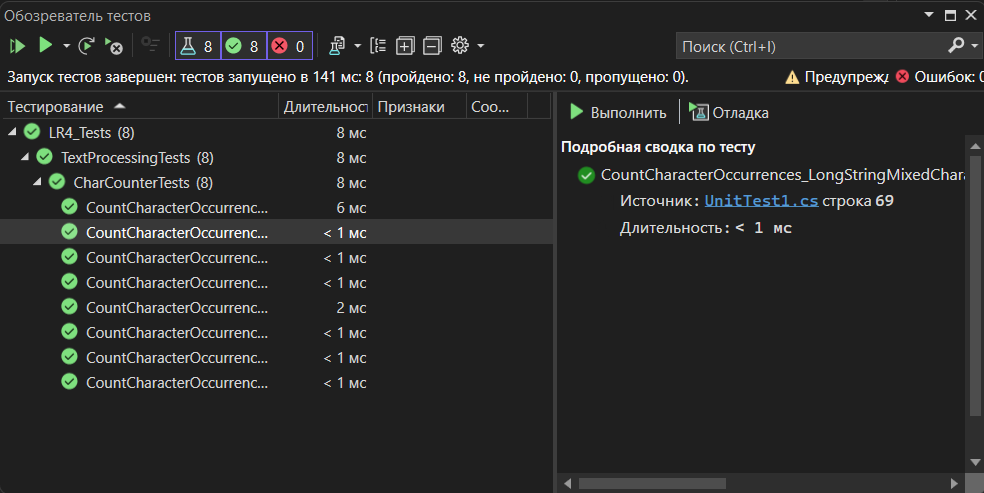 Обозреватель тестов
8 8 0
Поиск (Ctrl+I)
Запуск тестов завершен: тестов запущено в 141 мс: 8 (пройдено: 8, не пройдено: 0, пропущено: 0). Предупрежд Ошибок: 0
Тестирование Длительност Признаки Соо...
LR4_Tests (8) 8 мс
TextProcessingTests (8) 8 мс
CharCounterTests (8) 8 мс
CountCharacterOccurrenc... 6 мс
CountCharacterOccurrenc... < 1 мс
CountCharacterOccurrenc... < 1 мс
CountCharacterOccurrenc... < 1 мс
CountCharacterOccurrenc... 2 мс
CountCharacterOccurrenc... < 1 мс
CountCharacterOccurrenc... < 1 мс
CountCharacterOccurrenc... < 1 мс
Выполнить Отладка
Подробная сводка по тесту
CountCharacterOccurrences_LongStringMixedChara
Источник: UnitTest1.cs строка 69
Длительность: < 1 мс